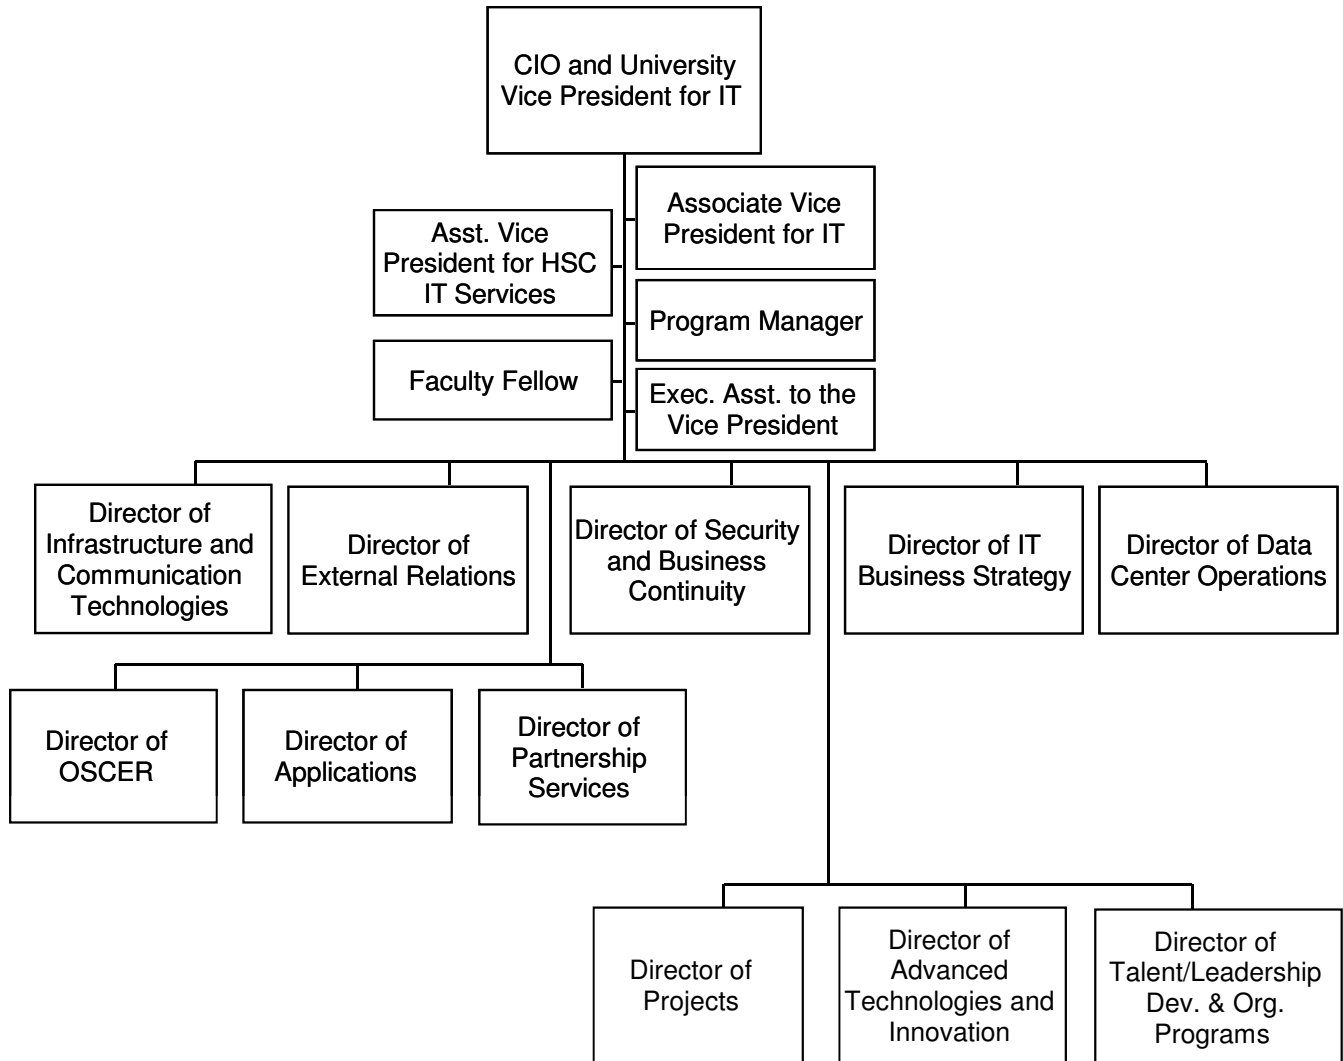 CIO and University
Vice President for IT
Associate Vice
President for IT
Asst. Vice
President for HSC
IT Services
Program Manager
Faculty Fellow
Exec. Asst. to the
Vice President
Director of
Infrastructure and
Communication
Technologies
Director of
External Relations
Director of Security
and Business
Continuity
Director of IT
Business Strategy
Director of Data
Center Operations
Director of
OSCER
Director of
Applications
Director of
Partnership
Services
Director of
Projects
Director of
Advanced
Technologies and
Innovation
Director of
Talent/Leadership
Dev. & Org.
Programs